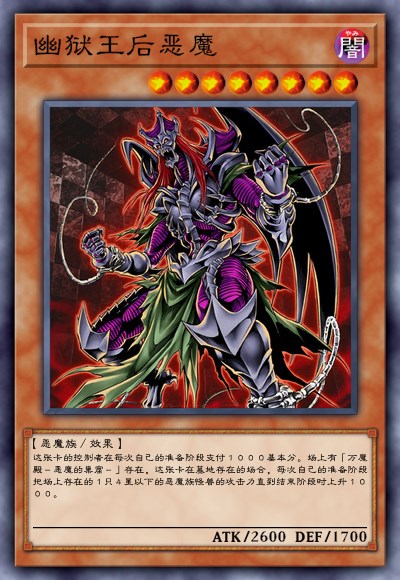 幽狱王后恶魔
やみ
闇
【恶魔族／效果】
这张卡的控制者在每次自己的准备阶段支付１０００基本分。场上有「万魔
殿－恶魔的巢窟－」存在，这张卡在墓地存在的场合，每次自己的准备阶段
把场上存在的１只４星以下的恶魔族怪兽的攻击力直到结束阶段时上升１０
００。
ATK/2600 DEF/1700